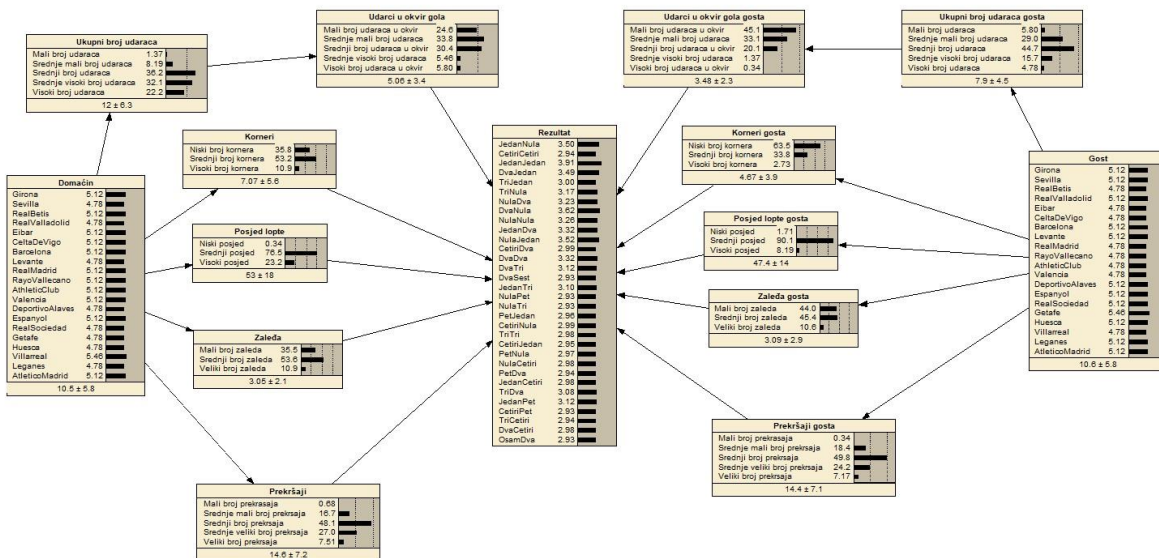 Ukupni broj udaraca
Mali broj udaraca 1.37
Srednje mali broj udaraca 8.19
Srednji broj udaraca 36.2
Srednje visoki broj udaraca 32.1
Visoki broj udaraca 22.2
12 ± 6.3
Udarci u okvir gola
Mali broj udaraca u okvir 24.6
Srednje mali broj udaraca 33.8
Srednji broj udaraca u okvir 30.4
Srednje visoki broj udaraca 5.46
Visoki broj udaraca u okvir 5.80
5.06 ± 3.4
Udarci u okvir gola gosta
Mali broj udaraca u okvir 45.1
Srednje mali broj udaraca 33.1
Srednji broj udaraca u okvir 20.1
Srednje visoki broj udaraca 1.37
Visoki broj udaraca u okvir 0.34
3.48 ± 2.3
Ukupni broj udaraca gosta
Mali broj udaraca 5.80
Srednje mali broj udaraca 29.0
Srednji broj udaraca 44.7
Srednje visoki broj udaraca 15.7
Visoki broj udaraca 4.78
7.9 ± 4.5
Domaćin
Girona 5.12
Sevilla 4.78
RealBetis 5.12
RealValladolid 4.78
Eibar 5.12
CeltaDeVigo 5.12
Barcelona 5.12
Levante 4.78
RealMadrid 5.12
RayoVallecano 5.12
AthleticClub 5.12
Valencia 5.12
DeportivoAlaves 4.78
Espanyol 5.12
RealSociedad 4.78
Getafe 4.78
Huesca 4.78
Villarreal 5.46
Leganes 4.78
AtleticoMadrid 5.12
10.5 ± 5.8
Korneri
Niski broj kornera 35.8
Srednji broj kornera 53.2
Visoki broj kornera 10.9
7.07 ± 5.6
Posjed lopte
Niski posjed 0.34
Srednji posjed 76.5
Visoki posjed 23.2
53 ± 18
Zaleđa
Mali broj zaleđa 35.5
Srednji broj zaleđa 53.6
Veliki broj zaleđa 10.9
3.05 ± 2.1
Prekršaji
Mali broj prekrasaja 0.68
Srednje mali broj prekrsaja 16.7
Srednji broj prekrsaja 48.1
Srednje veliki broj prekrsaja 27.0
Veliki broj prekrsaja 7.51
14.6 ± 7.2
Rezultat
JedanNula 3.50
CetiriCetiri 2.94
JedanJedan 3.91
DvaJedan 3.49
TriJedan 3.00
TriNula 3.17
NulaDva 3.23
DvaNula 3.62
NulaNula 3.26
JedanDva 3.32
NulaJedan 3.52
CetiriDva 2.99
DvaDva 3.32
DvaTri 3.12
DvaSest 2.93
JedanTri 3.10
NulaPet 2.93
NulaTri 2.93
PetJedan 2.96
CetiriNula 2.99
TriTri 2.98
CetiriJedan 2.95
PetNula 2.97
NulaCetiri 2.98
PetDva 2.94
JedanCetiri 2.98
TriDva 3.08
JedanPet 3.12
CetiriPet 2.93
TriCetiri 2.94
DvaCetiri 2.98
OsamDva 2.93
Korneri gosta
Niski broj kornera 63.5
Srednji broj kornera 33.8
Visoki broj kornera 2.73
4.67 ± 3.9
Posjed lopte gosta
Niski posjed 1.71
Srednji posjed 90.1
Visoki posjed 8.19
47.4 ± 14
Zaleđa gosta
Mali broj zaleđa 44.0
Srednji broj zaleđa 45.4
Veliki broj zaleđa 10.6
3.09 ± 2.9
Prekršaji gosta
Mali broj prekrasaja 0.34
Srednje mali broj prekrsaja 18.4
Srednji broj prekrsaja 49.8
Srednje veliki broj prekrsaja 24.2
Veliki broj prekrsaja 7.17
14.4 ± 7.1
Gost
Girona 5.12
Sevilla 4.78
RealBetis 4.78
RealValladolid 5.12
Eibar 4.78
CeltaDeVigo 4.78
Barcelona 5.12
Levante 5.12
RealMadrid 4.78
RayoVallecano 4.78
AthleticClub 4.78
Valencia 4.78
DeportivoAlaves 5.12
Espanyol 5.12
RealSociedad 5.12
Getafe 5.46
Huesca 5.12
Villarreal 4.78
Leganes 5.12
AtleticoMadrid 5.12
10.6 ± 5.8